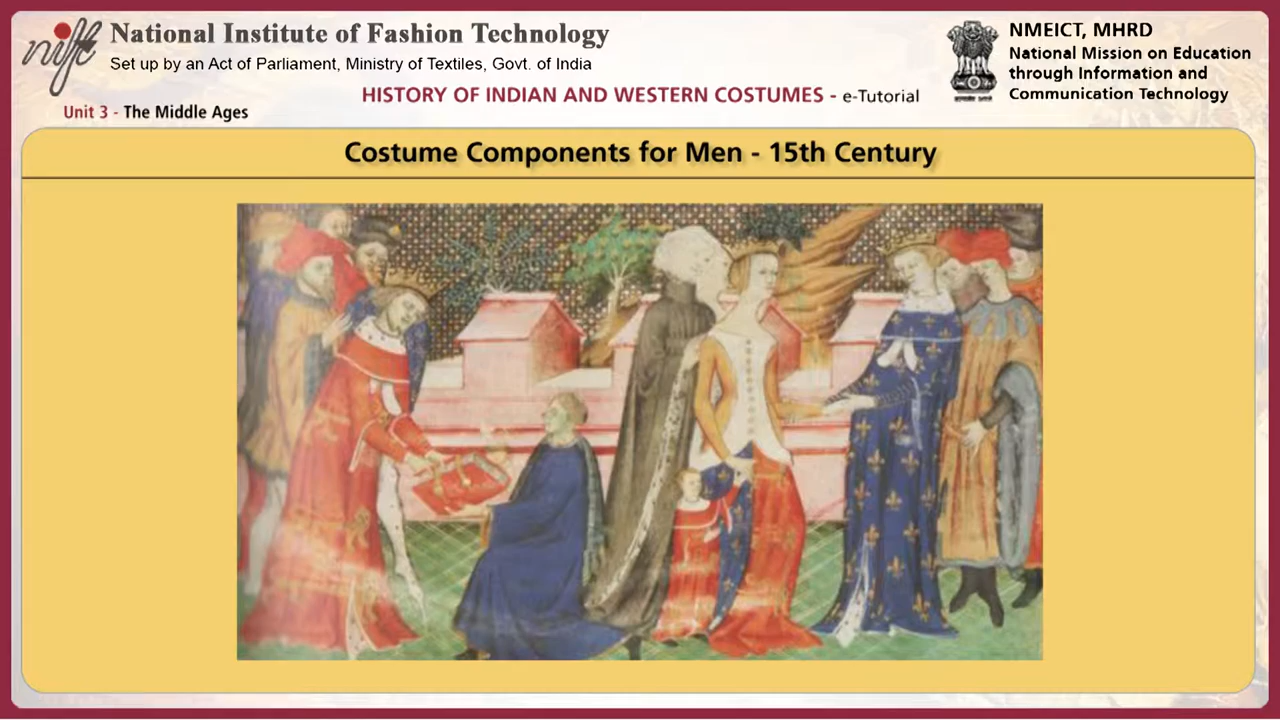 nift
National Institute of Fashion Technology
Set up by an Act of Parliament, Ministry of Textiles, Govt. of India
NMEICT, MHRD
National Mission on Education
through Information and
Communication Technology
HISTORY OF INDIAN AND WESTERN COSTUMES - e-Tutorial
Unit 3 - The Middle Ages
Costume Components for Men - 15th Century